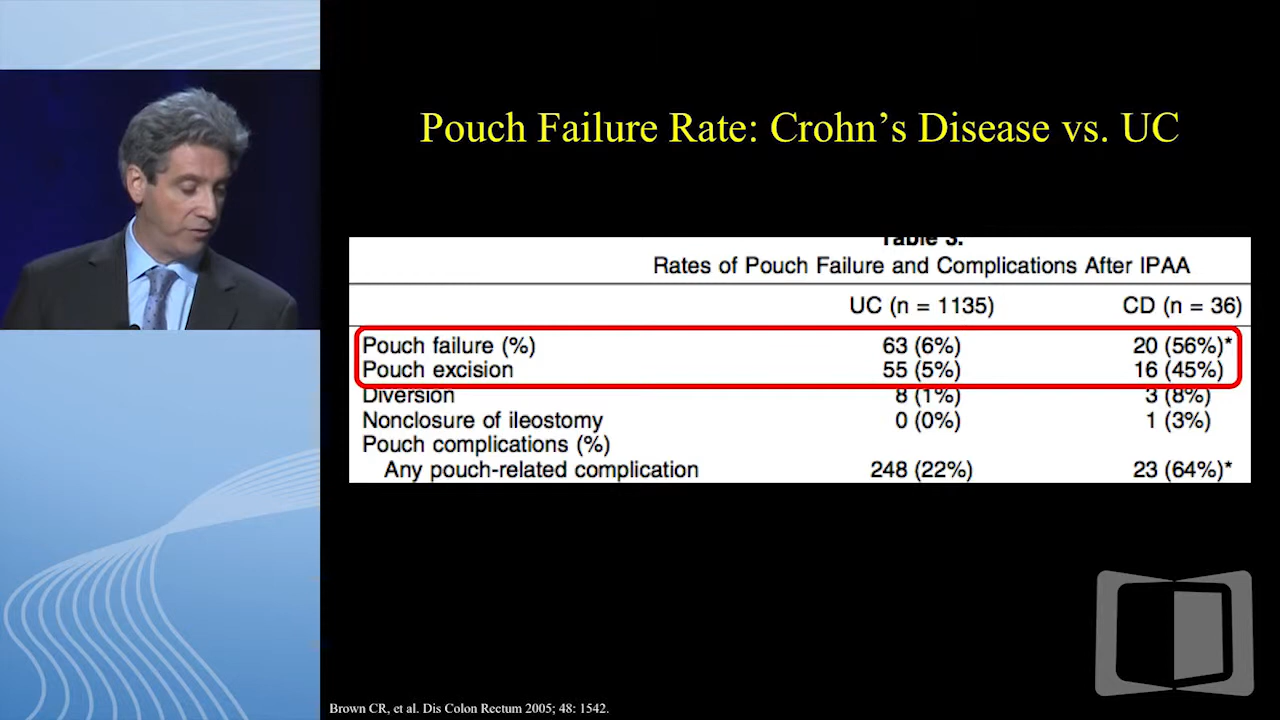 Pouch Failure Rate: Crohn's Disease vs. UC
Table 3.
Rates of Pouch Failure and Complications After IPAA
UC (n = 1135) CD (n = 36)
Pouch failure (%) 63 (6%) 20 (56%)*
Pouch excision 55 (5%) 16 (45%)
Diversion 8 (1%) 3 (8%)
Nonclosure of ileostomy 0 (0%) 1 (3%)
Pouch complications (%)
Any pouch-related complication 248 (22%) 23 (64%)*
Brown CR, et al. Dis Colon Rectum 2005; 48: 1542.